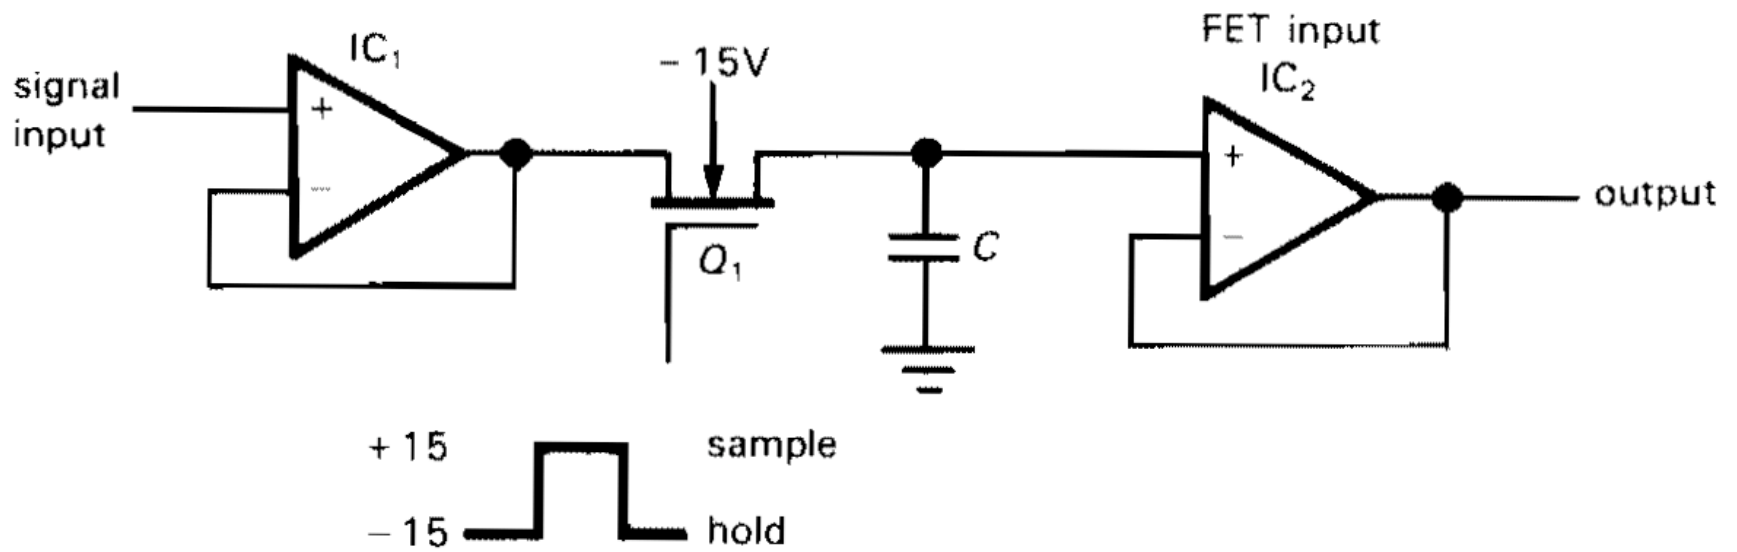 signal
input
IC₁
+
−
− 15V
Q₁
C
FET input
IC₂
+
−
output
+ 15
sample
− 15
hold